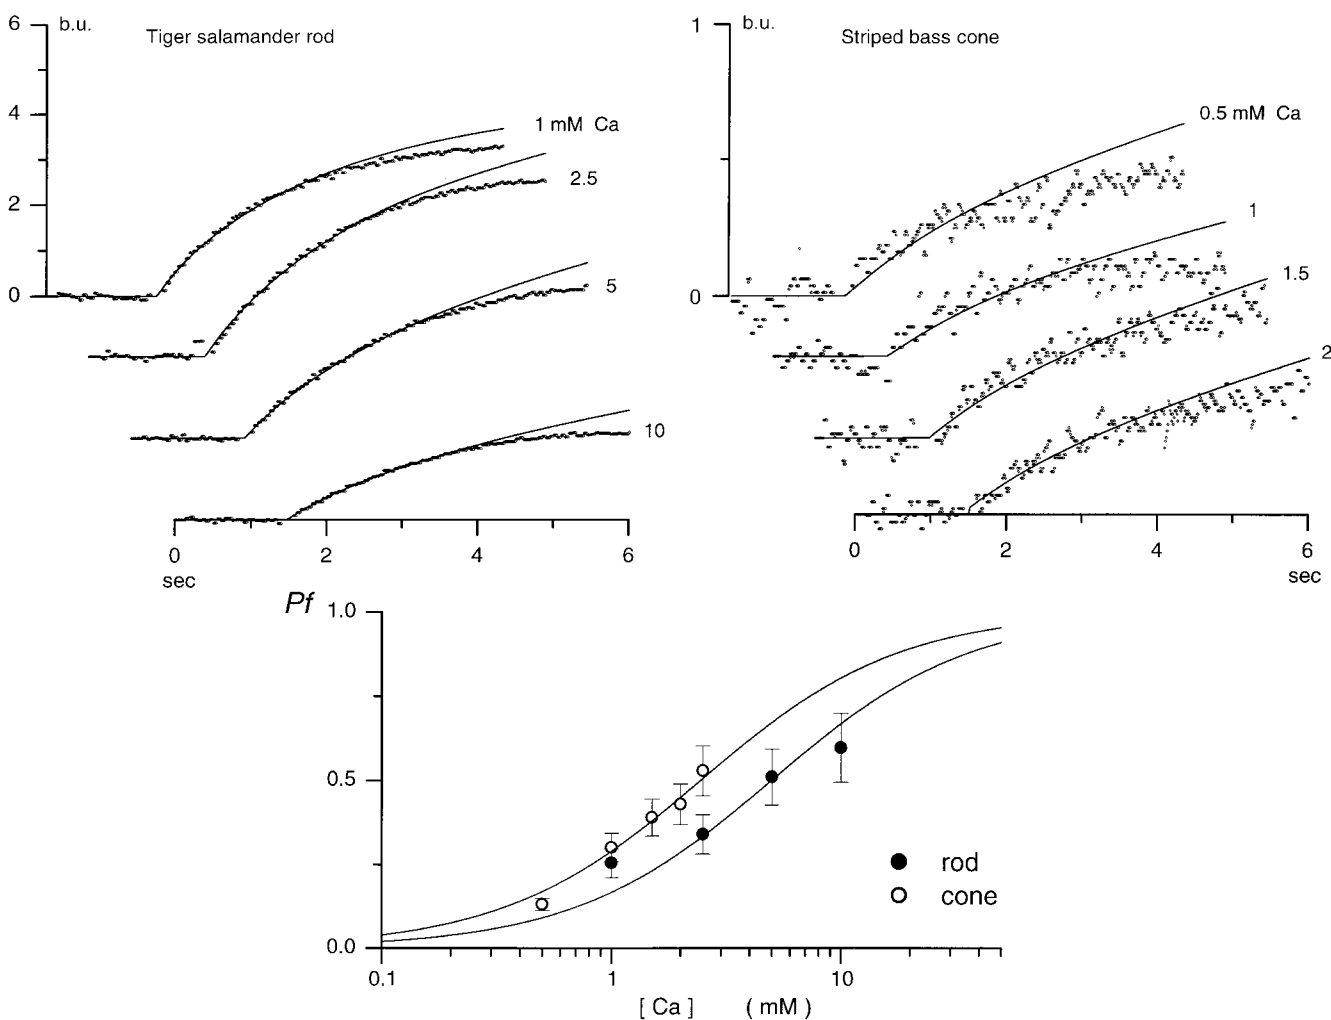 6 b.u. Tiger salamander rod
4
1 mM Ca
2.5
2
5
0
10
0 2 4 6
sec
1 b.u. Striped bass cone
0.5 mM Ca
1
1.5
0
2
0 2 4 6
sec
Pf 1.0
0.5
rod
cone
0.0
0.1 1 10
[ Ca ] ( mM )